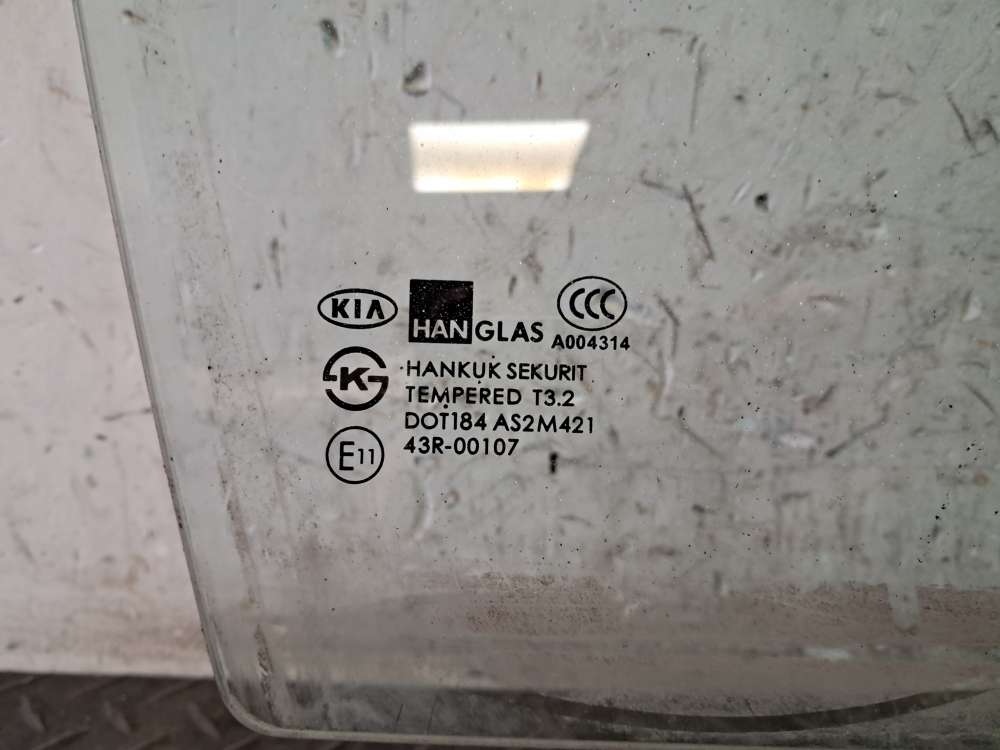 KIA
HANGLAS
CCC
A004314
K
HANKUK SEKURIT
TEMPERED T3.2
DOT184 AS2M421
E11
43R-00107